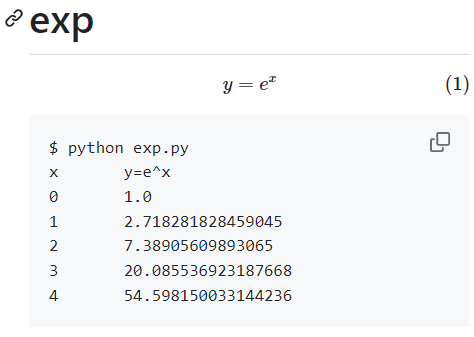 exp
y = eˣ (1)
$ python exp.py
x y=e^x
0 1.0
1 2.718281828459045
2 7.38905609893065
3 20.085536923187668
4 54.598150033144236